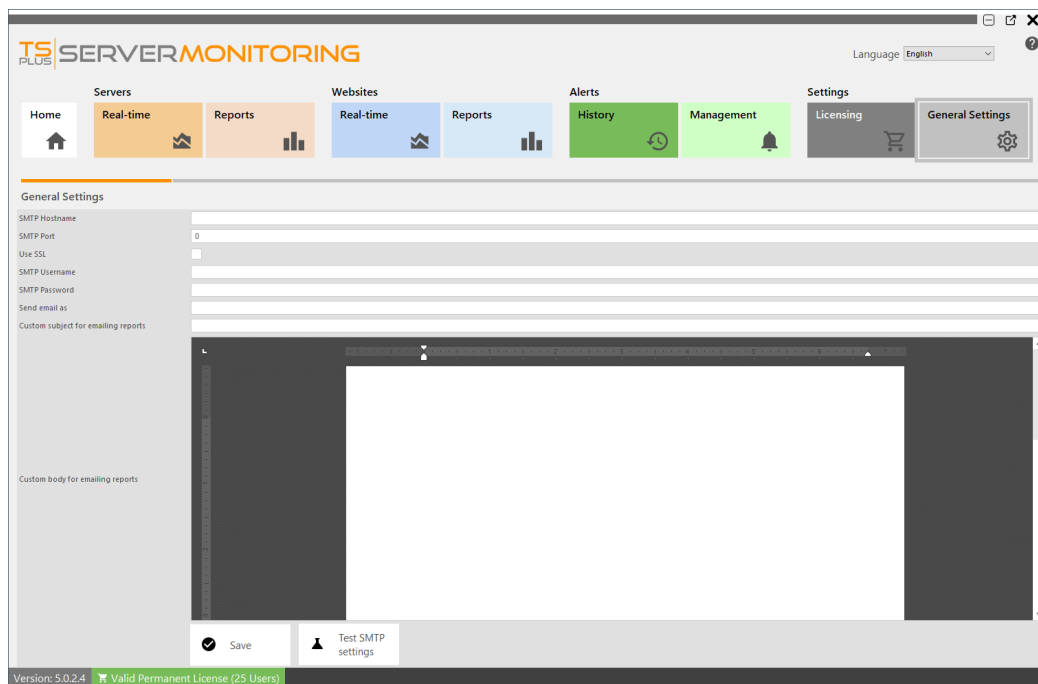 TS PLUS SERVERMONITORING
Language English
Servers
Websites
Alerts
Settings
Home
Real-time
Reports
Real-time
Reports
History
Management
Licensing
General Settings
General Settings
SMTP Hostname
SMTP Port
0
Use SSL
SMTP Username
SMTP Password
Send email as
Custom subject for emailing reports
Custom body for emailing reports
Save
Test SMTP
settings
Version: 5.0.2.4
Valid Permanent License (25 Users)